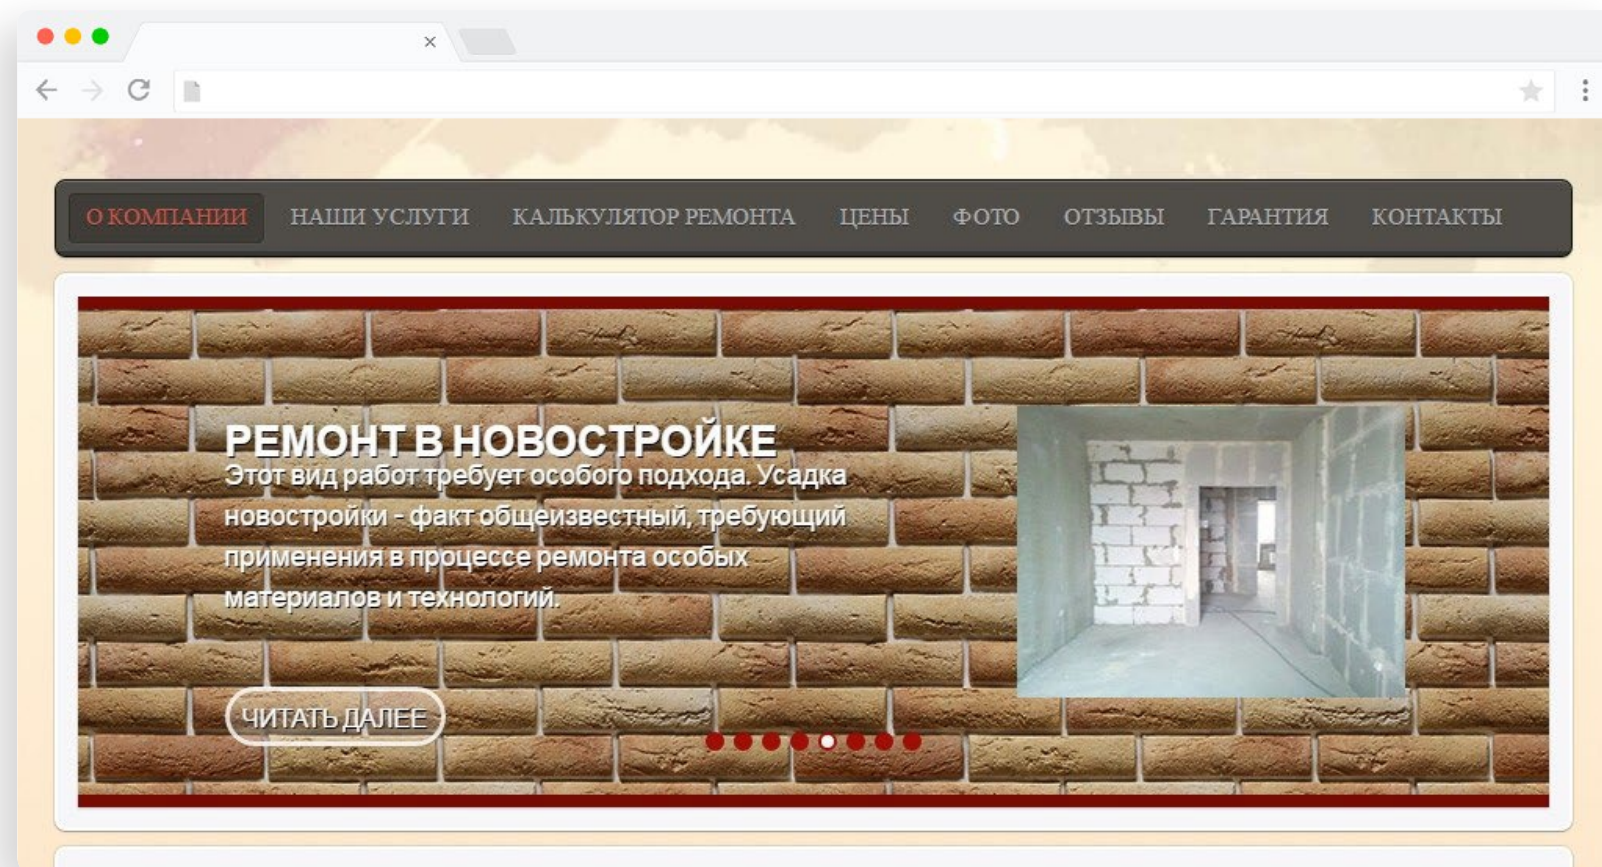 О КОМПАНИИ НАШИ УСЛУГИ КАЛЬКУЛЯТОР РЕМОНТА ЦЕНЫ ФОТО ОТЗЫВЫ ГАРАНТИЯ КОНТАКТЫ
РЕМОНТ В НОВОСТРОЙКЕ
Этот вид работ требует особого подхода. Усадка
новостройки - факт общеизвестный, требующий
применения в процессе ремонта особых
материалов и технологий.
ЧИТАТЬ ДАЛЕЕ